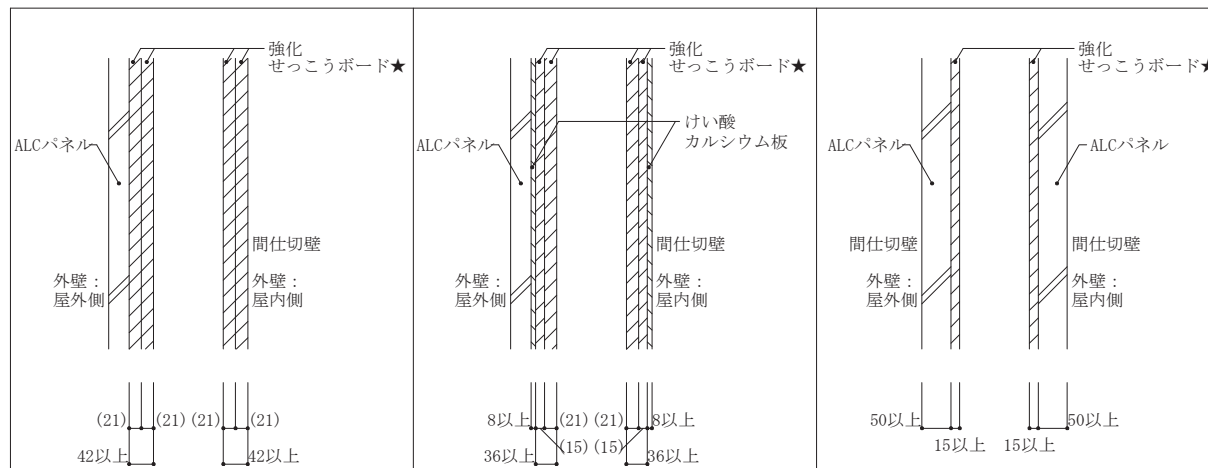 強化
せっこうボード★
ALCパネル
間仕切壁
外壁：
屋外側
外壁：
屋内側
(21)
(21)
(21)
(21)
42以上
42以上
強化
せっこうボード★
けい酸
カルシウム板
ALCパネル
間仕切壁
外壁：
屋外側
外壁：
屋内側
8以上
(21)
(21)
8以上
(15)
(15)
36以上
36以上
強化
せっこうボード★
ALCパネル
ALCパネル
間仕切壁
間仕切壁
外壁：
屋外側
外壁：
屋内側
50以上
50以上
15以上
15以上